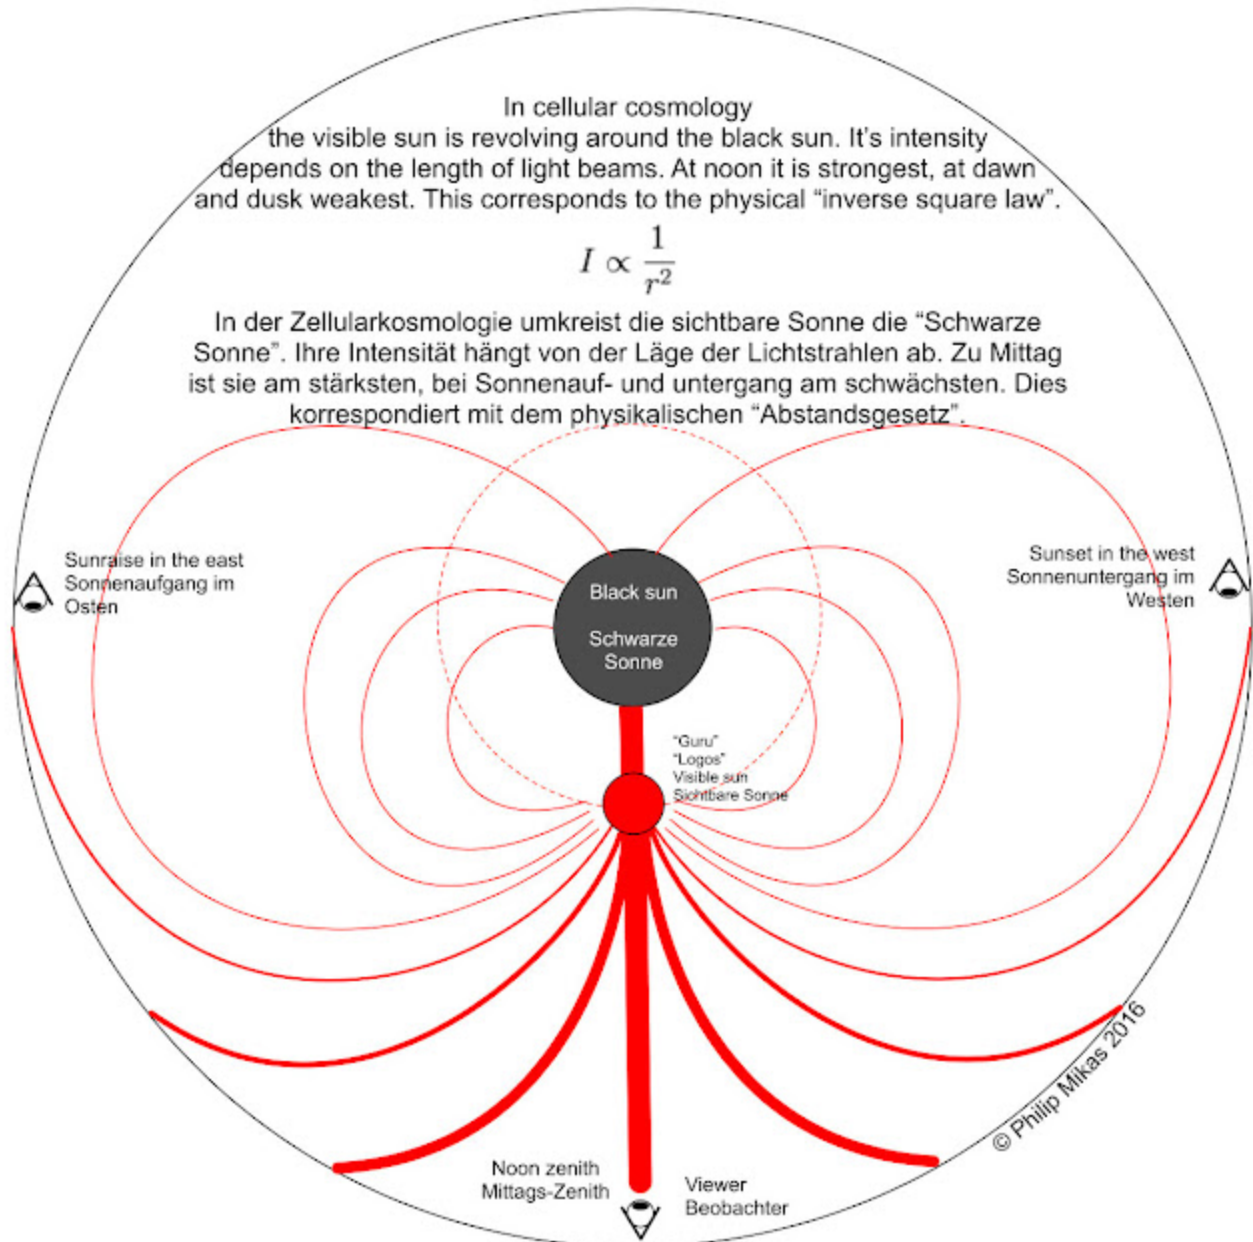 In cellular cosmology
the visible sun is revolving around the black sun. It's intensity
depends on the length of light beams. At noon it is strongest, at dawn
and dusk weakest. This corresponds to the physical “inverse square law”.
I ∝ 1/r²
In der Zellularkosmologie umkreist die sichtbare Sonne die “Schwarze
Sonne”. Ihre Intensität hängt von der Läge der Lichtstrahlen ab. Zu Mittag
ist sie am stärksten, bei Sonnenauf- und untergang am schwächsten. Dies
korrespondiert mit dem physikalischen “Abstandsgesetz”.
Sunraise in the east
Sonnenaufgang im
Osten
Black sun
Schwarze
Sonne
Sunset in the west
Sonnenuntergang im
Westen
“Guru”
“Logos”
Visible sun
Sichtbare Sonne
© Philip Mikas 2016
Noon zenith
Mittags-Zenith
Viewer
Beobachter